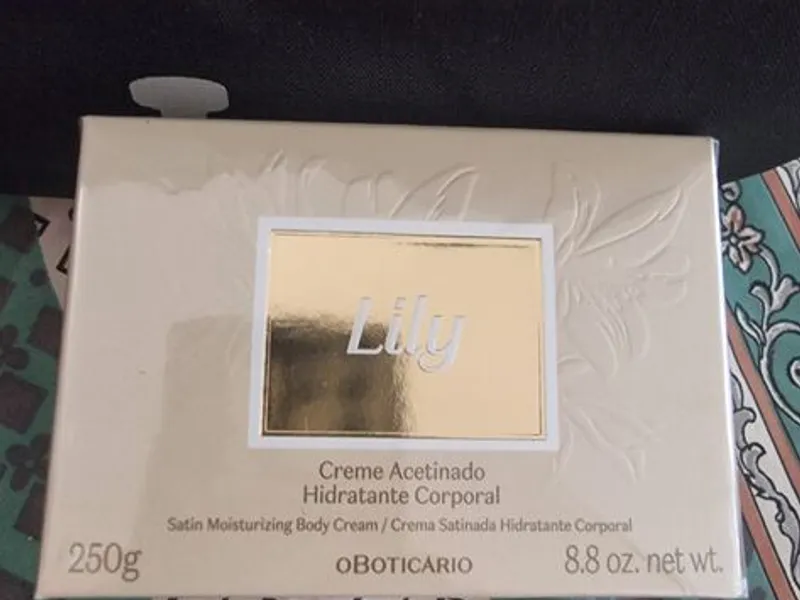 Lily
Creme Acetinado
Hidratante Corporal
Satin Moisturizing Body Cream / Crema Satinada Hidratante Corporal
250g
oBOTICÁRIO
8.8 oz. net wt.